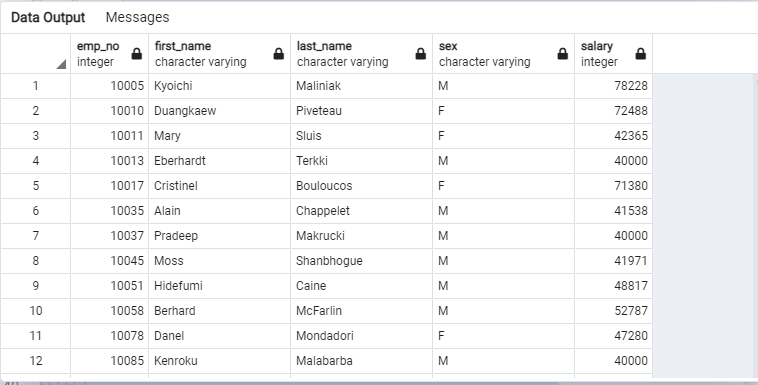 Data Output Messages
emp_no first_name last_name sex salary
integer character varying character varying character varying integer
1 10005 Kyoichi Maliniak M 78228
2 10010 Duangkaew Piveteau F 72488
3 10011 Mary Sluis F 42365
4 10013 Eberhardt Terkki M 40000
5 10017 Cristinel Bouloucos F 71380
6 10035 Alain Chappelet M 41538
7 10037 Pradeep Makrucki M 40000
8 10045 Moss Shanbhogue M 41971
9 10051 Hidefumi Caine M 48817
10 10058 Berhard McFarlin M 52787
11 10078 Danel Mondadori F 47280
12 10085 Kenroku Malabarba M 40000